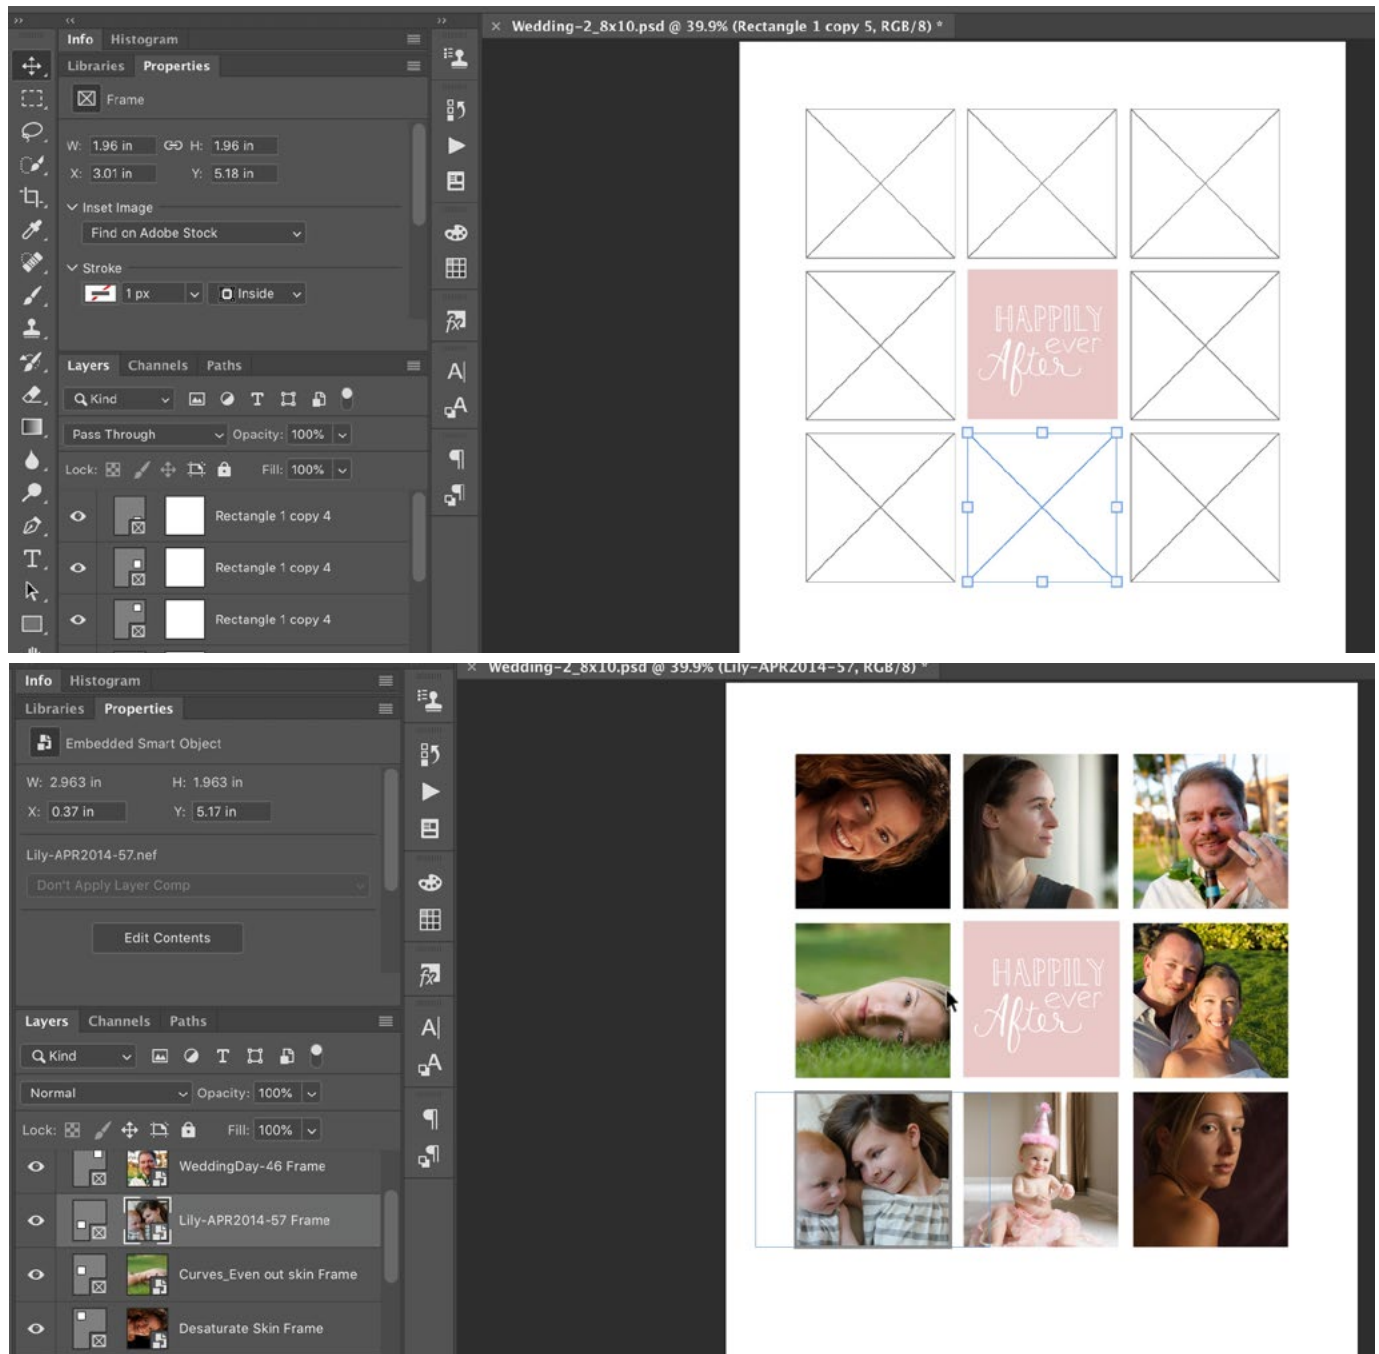 × Wedding-2_8x10.psd @ 39.9% (Rectangle 1 copy 5, RGB/8) *
Info Histogram
Libraries Properties
Frame
W: 1.96 in H: 1.96 in
X: 3.01 in Y: 5.18 in
Inset Image
Find on Adobe Stock
Stroke
1 px Inside
Layers Channels Paths
Kind
Pass Through Opacity: 100%
Lock: Fill: 100%
Rectangle 1 copy 4
Rectangle 1 copy 4
Rectangle 1 copy 4
HAPPILY
ever
After
× Wedding-2_8x10.psd @ 39.9% (Lily-APR2014-57, RGB/8) *
Info Histogram
Libraries Properties
Embedded Smart Object
W: 2.963 in H: 1.963 in
X: 0.37 in Y: 5.17 in
Lily-APR2014-57.nef
Don't Apply Layer Comp
Edit Contents
Layers Channels Paths
Kind
Normal Opacity: 100%
Lock: Fill: 100%
WeddingDay-46 Frame
Lily-APR2014-57 Frame
Curves_Even out skin Frame
Desaturate Skin Frame
HAPPILY
ever
After